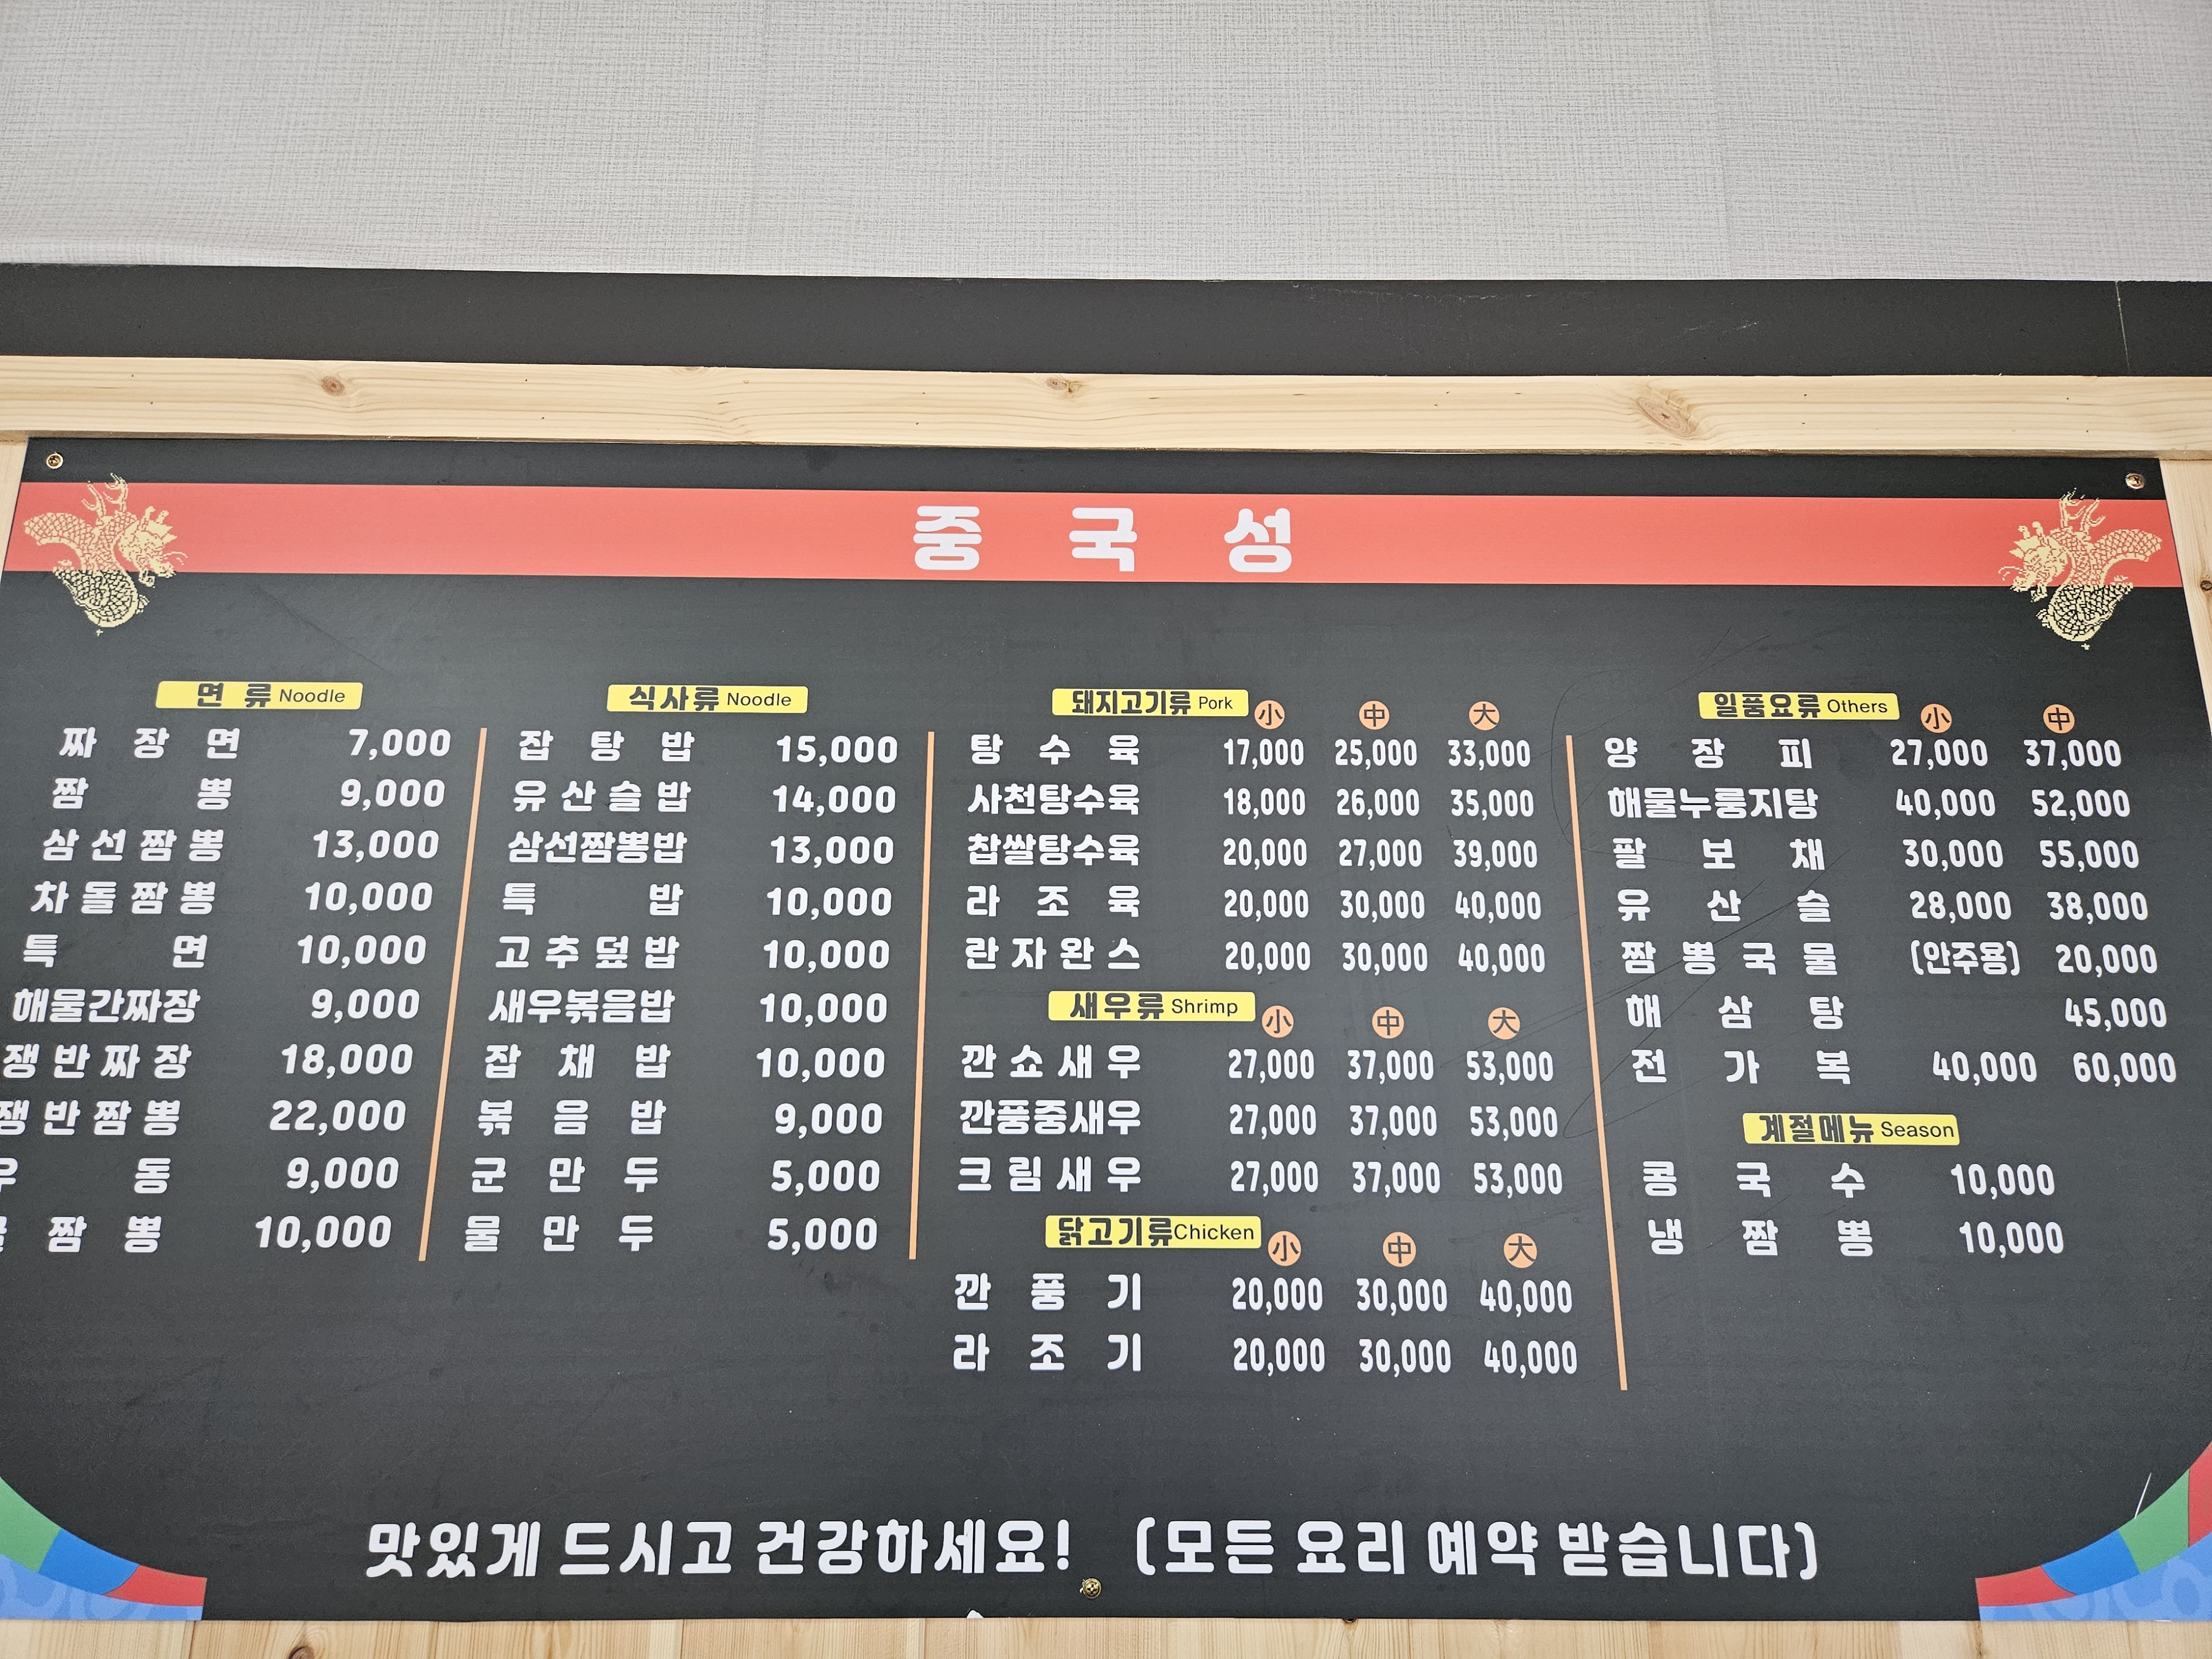 중국성
면류 Noodle
짜장면 7,000
짬뽕 9,000
삼선짬뽕 13,000
차돌짬뽕 10,000
특면 10,000
해물간짜장 9,000
쟁반짜장 18,000
쟁반짬뽕 22,000
우동 9,000
짬뽕 10,000
식사류 Noodle
잡탕밥 15,000
유산슬밥 14,000
삼선짬뽕밥 13,000
특밥 10,000
고추덮밥 10,000
새우볶음밥 10,000
잡채밥 10,000
볶음밥 9,000
군만두 5,000
물만두 5,000
돼지고기류 Pork 小 中 大
탕수육 17,000 25,000 33,000
사천탕수육 18,000 26,000 35,000
찹쌀탕수육 20,000 27,000 39,000
라조육 20,000 30,000 40,000
란자완스 20,000 30,000 40,000
새우류 Shrimp 小 中 大
깐쇼새우 27,000 37,000 53,000
깐풍중새우 27,000 37,000 53,000
크림새우 27,000 37,000 53,000
닭고기류 Chicken 小 中 大
깐풍기 20,000 30,000 40,000
라조기 20,000 30,000 40,000
일품요류 Others 小 中
양장피 27,000 37,000
해물누룽지탕 40,000 52,000
팔보채 30,000 55,000
유산슬 28,000 38,000
짬뽕국물 (안주용) 20,000
해삼탕 45,000
전가복 40,000 60,000
계절메뉴 Season
콩국수 10,000
냉짬뽕 10,000
맛있게 드시고 건강하세요! (모든 요리 예약 받습니다)